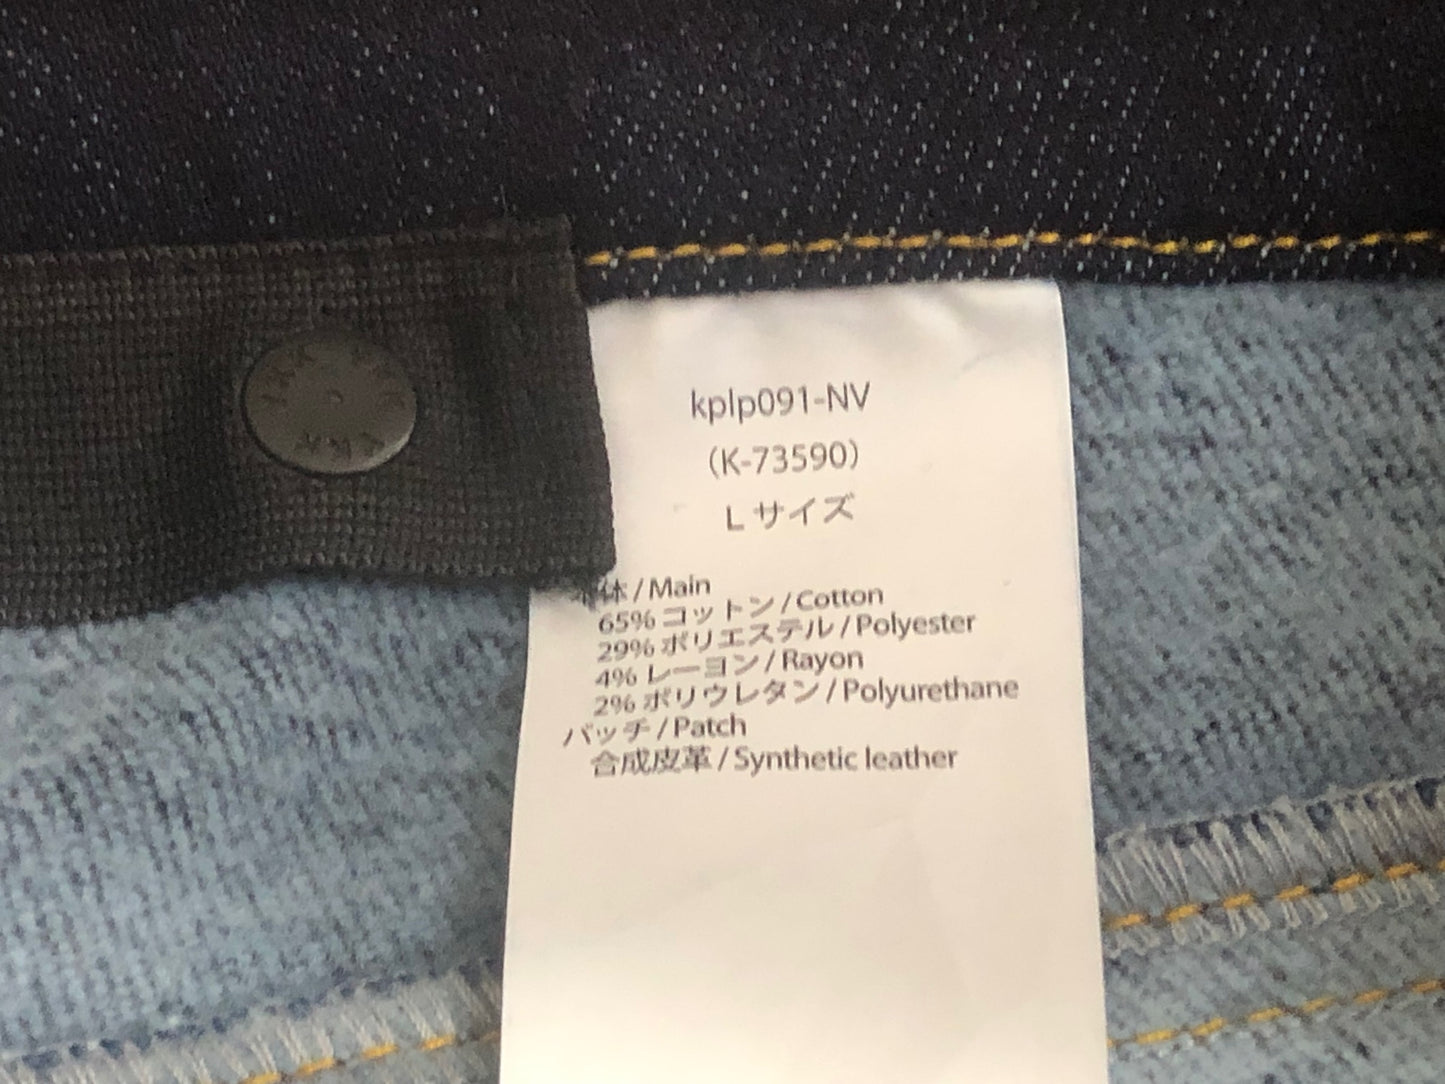 kplp091-NV
(K-73590)
L サイズ
体/Main
65% コットン/Cotton
29% ポリエステル/Polyester
4% レーヨン/Rayon
2% ポリウレタン/Polyurethane
パッチ/Patch
合成皮革/Synthetic leather